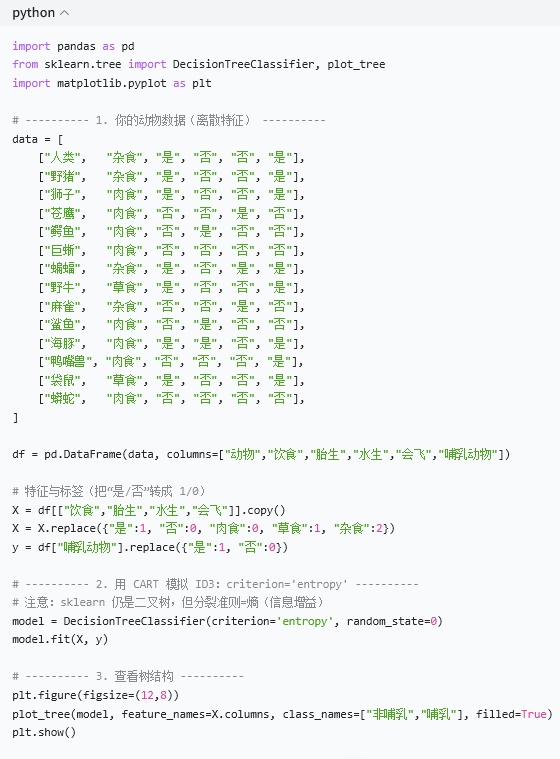 python
import pandas as pd
from sklearn.tree import DecisionTreeClassifier, plot_tree
import matplotlib.pyplot as plt
# ---------- 1. 你的动物数据（离散特征） ----------
data = [
["人类", "杂食", "是", "否", "否", "是"],
["野猪", "杂食", "是", "否", "否", "是"],
["狮子", "肉食", "是", "否", "否", "是"],
["苍鹰", "肉食", "否", "否", "是", "否"],
["鳄鱼", "肉食", "否", "是", "否", "否"],
["巨蜥", "肉食", "否", "否", "否", "否"],
["蝙蝠", "杂食", "是", "否", "是", "是"],
["野牛", "草食", "是", "否", "否", "是"],
["麻雀", "杂食", "否", "否", "是", "否"],
["鲨鱼", "肉食", "否", "是", "否", "否"],
["海豚", "肉食", "是", "是", "否", "是"],
["鸭嘴兽", "肉食", "否", "否", "否", "是"],
["袋鼠", "草食", "是", "否", "否", "是"],
["蟒蛇", "肉食", "否", "否", "否", "否"],
]
df = pd.DataFrame(data, columns=["动物","饮食","胎生","水生","会飞","哺乳动物"])
# 特征与标签（把“是/否”转成 1/0）
X = df[["饮食","胎生","水生","会飞"]].copy()
X = X.replace({"是":1, "否":0, "肉食":0, "草食":1, "杂食":2})
y = df["哺乳动物"].replace({"是":1, "否":0})
# ---------- 2. 用 CART 模拟 ID3：criterion='entropy' ----------
# 注意：sklearn 仍是二叉树，但分裂准则=熵（信息增益）
model = DecisionTreeClassifier(criterion='entropy', random_state=0)
model.fit(X, y)
# ---------- 3. 查看树结构 ----------
plt.figure(figsize=(12,8))
plot_tree(model, feature_names=X.columns, class_names=["非哺乳","哺乳"], filled=True)
plt.show()